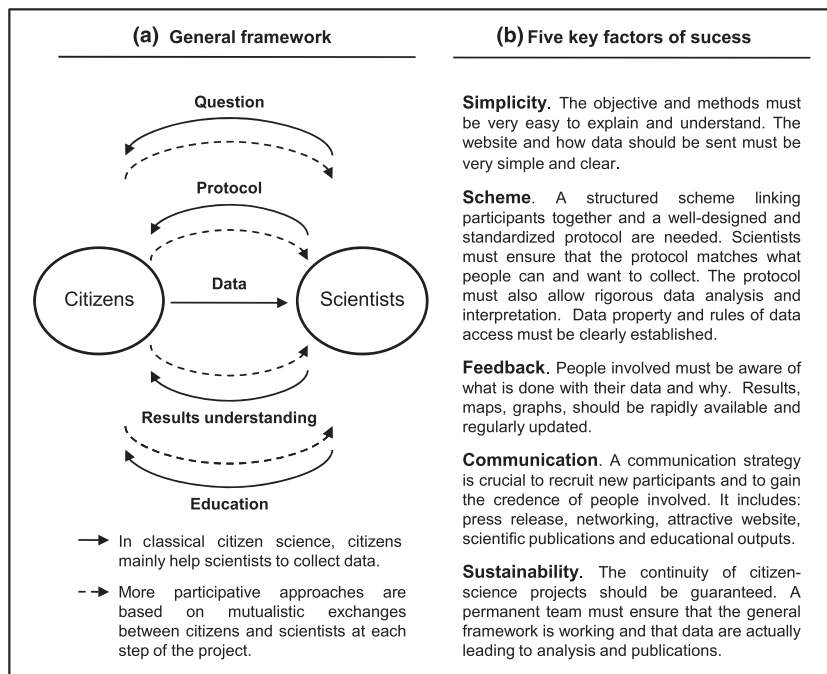 (a) General framework
Question
Protocol
Citizens
Data
Scientists
Results understanding
Education
In classical citizen science, citizens
mainly help scientists to collect data.
More participative approaches are
based on mutualistic exchanges
between citizens and scientists at each
step of the project.
(b) Five key factors of sucess
Simplicity. The objective and methods must
be very easy to explain and understand. The
website and how data should be sent must be
very simple and clear.
Scheme. A structured scheme linking
participants together and a well-designed and
standardized protocol are needed. Scientists
must ensure that the protocol matches what
people can and want to collect. The protocol
must also allow rigorous data analysis and
interpretation. Data property and rules of data
access must be clearly established.
Feedback. People involved must be aware of
what is done with their data and why. Results,
maps, graphs, should be rapidly available and
regularly updated.
Communication. A communication strategy
is crucial to recruit new participants and to gain
the credence of people involved. It includes:
press release, networking, attractive website,
scientific publications and educational outputs.
Sustainability. The continuity of citizen-
science projects should be guaranteed. A
permanent team must ensure that the general
framework is working and that data are actually
leading to analysis and publications.